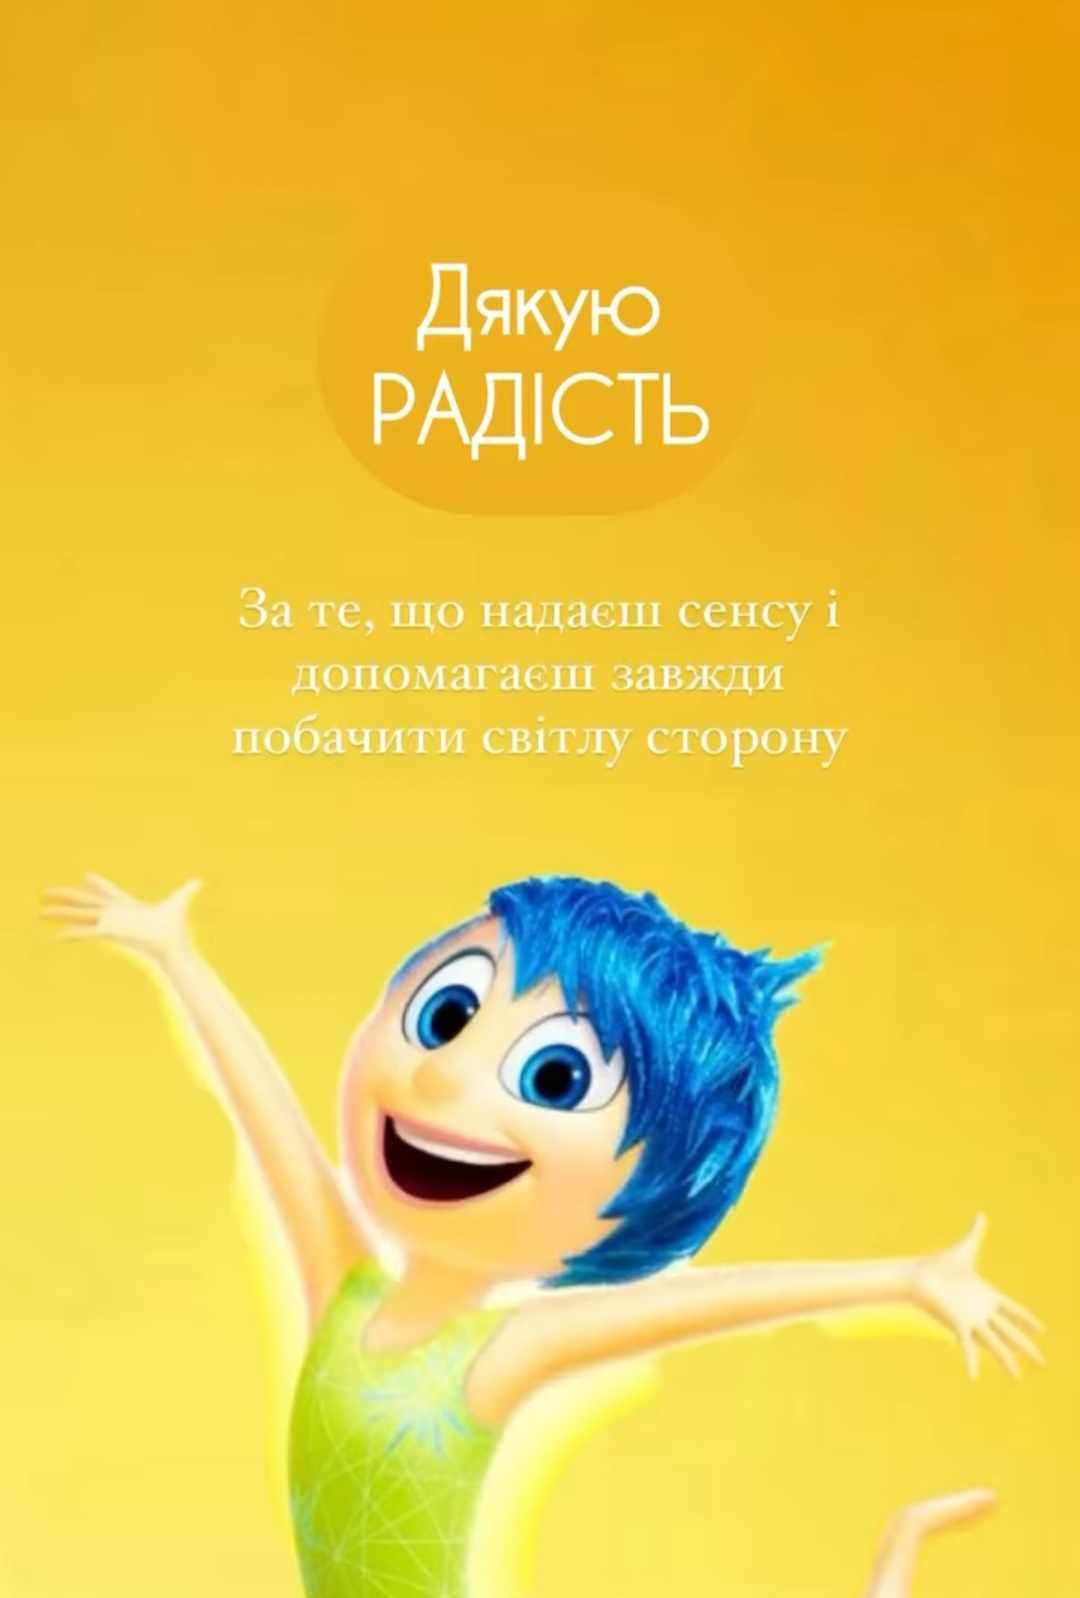 Дякую
РАДІСТЬ
За те, що надаєш сенсу і
допомагаєш завжди
побачити світлу сторону